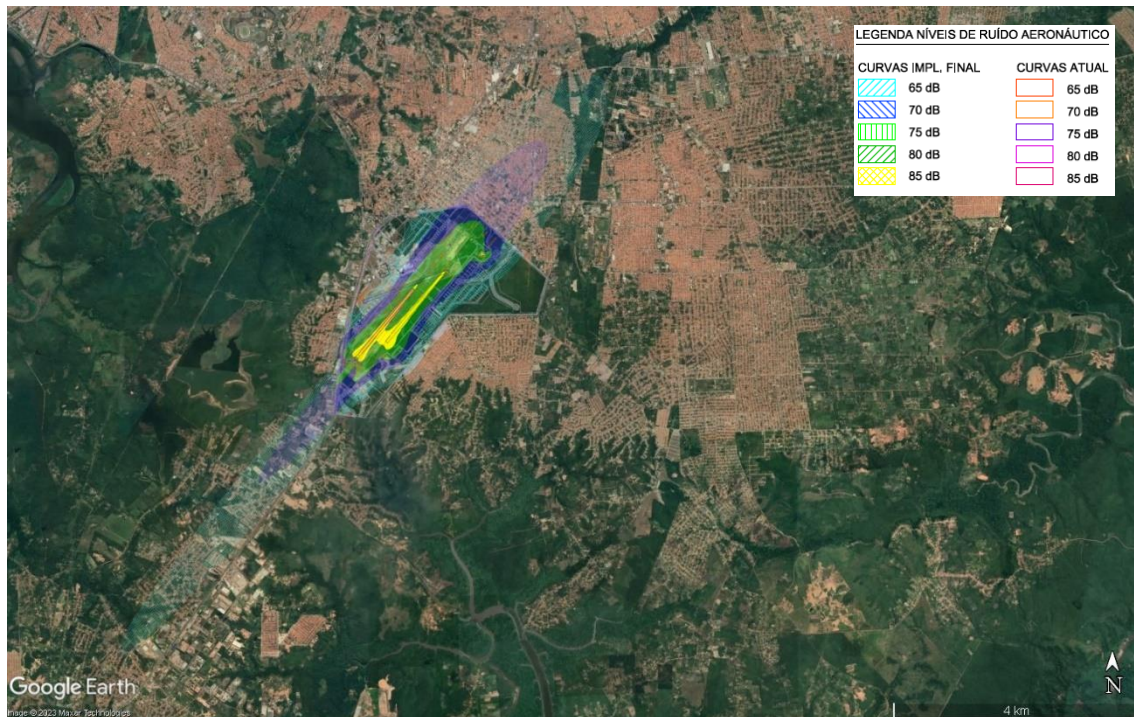 LEGENDA NÍVEIS DE RUÍDO AERONÁUTICO
CURVAS IMPL. FINAL
65 dB
70 dB
75 dB
80 dB
85 dB
CURVAS ATUAL
65 dB
70 dB
75 dB
80 dB
85 dB
N
Google Earth
Image © 2023 Maxar Technologies
4 km